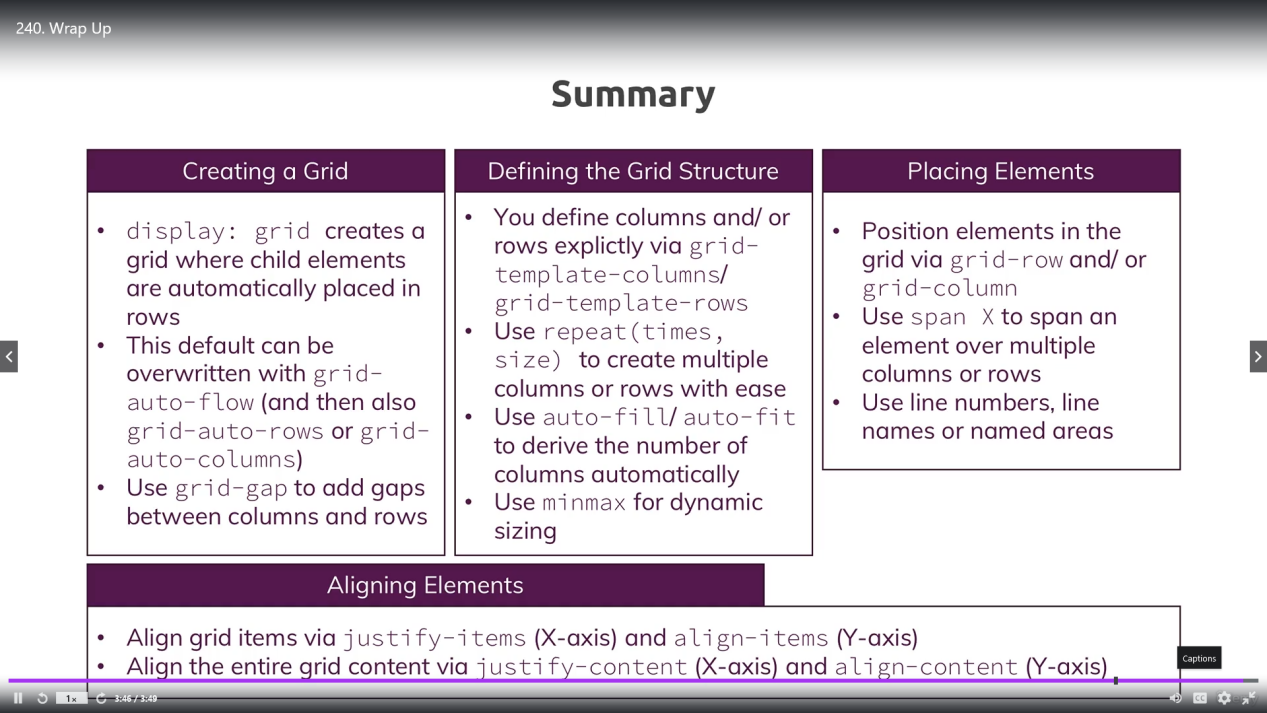 240. Wrap Up
Summary
Creating a Grid
• display: grid creates a
grid where child elements
are automatically placed in
rows
• This default can be
overwritten with grid-
auto-flow (and then also
grid-auto-rows or grid-
auto-columns)
• Use grid-gap to add gaps
between columns and rows
Defining the Grid Structure
• You define columns and/ or
rows explictly via grid-
template-columns/
grid-template-rows
• Use repeat(times,
size) to create multiple
columns or rows with ease
• Use auto-fill/ auto-fit
to derive the number of
columns automatically
• Use minmax for dynamic
sizing
Placing Elements
• Position elements in the
grid via grid-row and/ or
grid-column
• Use span X to span an
element over multiple
columns or rows
• Use line numbers, line
names or named areas
Aligning Elements
• Align grid items via justify-items (X-axis) and align-items (Y-axis)
• Align the entire grid content via justify-content (X-axis) and align-content (Y-axis)
Captions
1x
3:46 / 3:49
CC